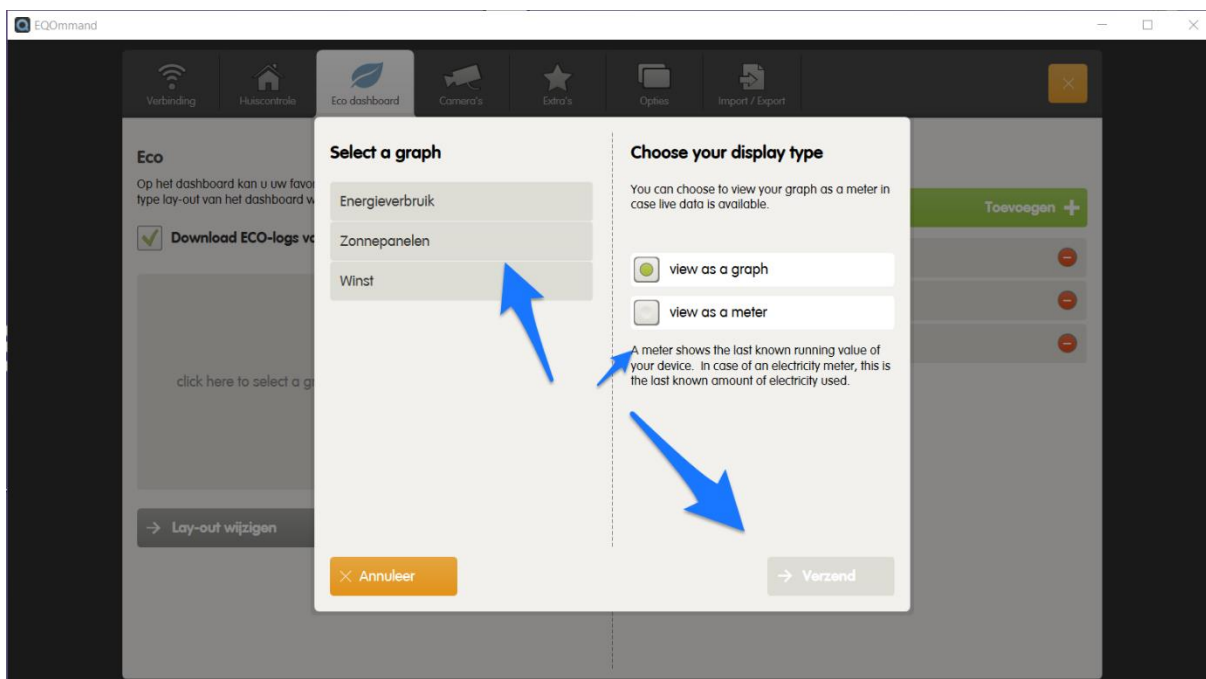 EQOmmand
Verbinding
Huiscontrole
Eco dashboard
Camera's
Extra's
Opties
Import / Export
Eco
Op het dashboard kan u uw favo
type lay-out van het dashboard w
Download ECO-logs vo
click here to select a gr
Lay-out wijzigen
Select a graph
Energieverbruik
Zonnepanelen
Winst
Annuleer
Choose your display type
You can choose to view your graph as a meter in
case live data is available.
view as a graph
view as a meter
A meter shows the last known running value of
your device. In case of an electricity meter, this is
the last known amount of electricity used.
Verzend
Toevoegen